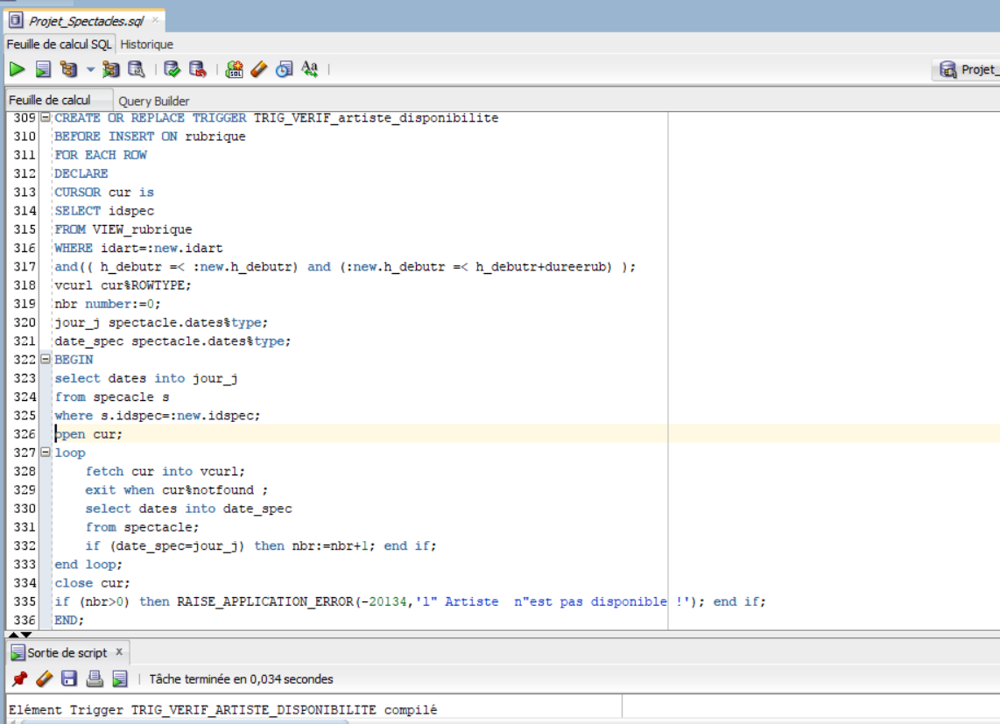 Projet_Spectacles.sql
Feuille de calcul SQL Historique
Projet_
Feuille de calcul Query Builder
309 CREATE OR REPLACE TRIGGER TRIG_VERIF_artiste_disponibilite
310 BEFORE INSERT ON rubrique
311 FOR EACH ROW
312 DECLARE
313 CURSOR cur is
314 SELECT idspec
315 FROM VIEW_rubrique
316 WHERE idart=:new.idart
317 and(( h_debutr =< :new.h_debutr) and (:new.h_debutr =< h_debutr+dureerub) );
318 vcurl cur%ROWTYPE;
319 nbr number:=0;
320 jour_j spectacle.dates%type;
321 date_spec spectacle.dates%type;
322 BEGIN
323 select dates into jour_j
324 from specacle s
325 where s.idspec=:new.idspec;
326 open cur;
327 loop
328 fetch cur into vcurl;
329 exit when cur%notfound ;
330 select dates into date_spec
331 from spectacle;
332 if (date_spec=jour_j) then nbr:=nbr+1; end if;
333 end loop;
334 close cur;
335 if (nbr>0) then RAISE_APPLICATION_ERROR(-20134,'l" Artiste  n"est pas disponible !'); end if;
336 END;
Sortie de script
Tâche terminée en 0,034 secondes
Elément Trigger TRIG_VERIF_ARTISTE_DISPONIBILITE compilé